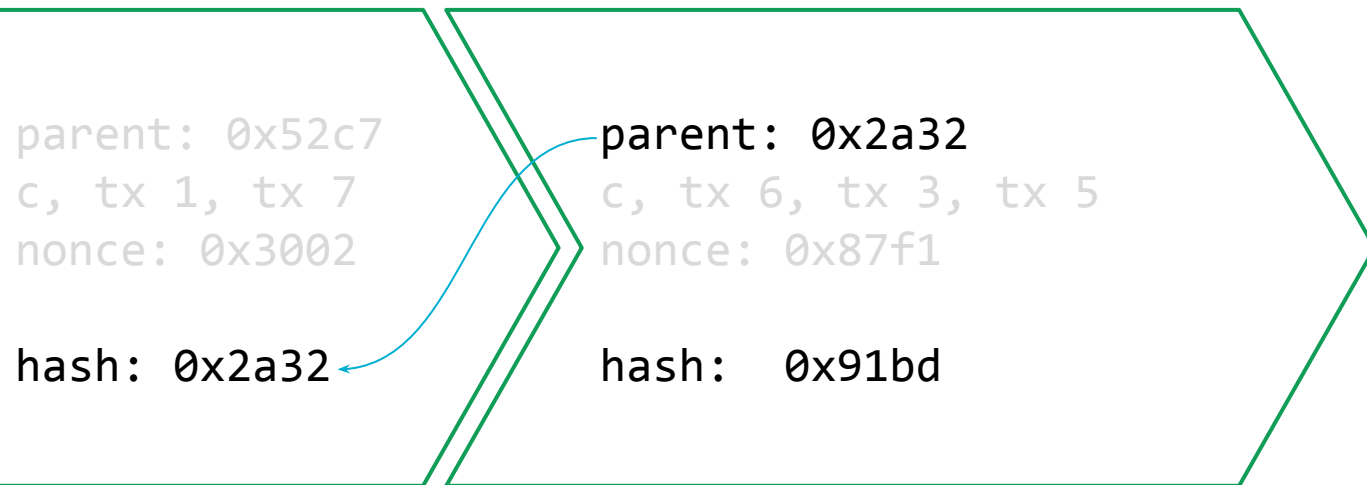 parent: 0x52c7
c, tx 1, tx 7
nonce: 0x3002
hash: 0x2a32
parent: 0x2a32
c, tx 6, tx 3, tx 5
nonce: 0x87f1
hash: 0x91bd